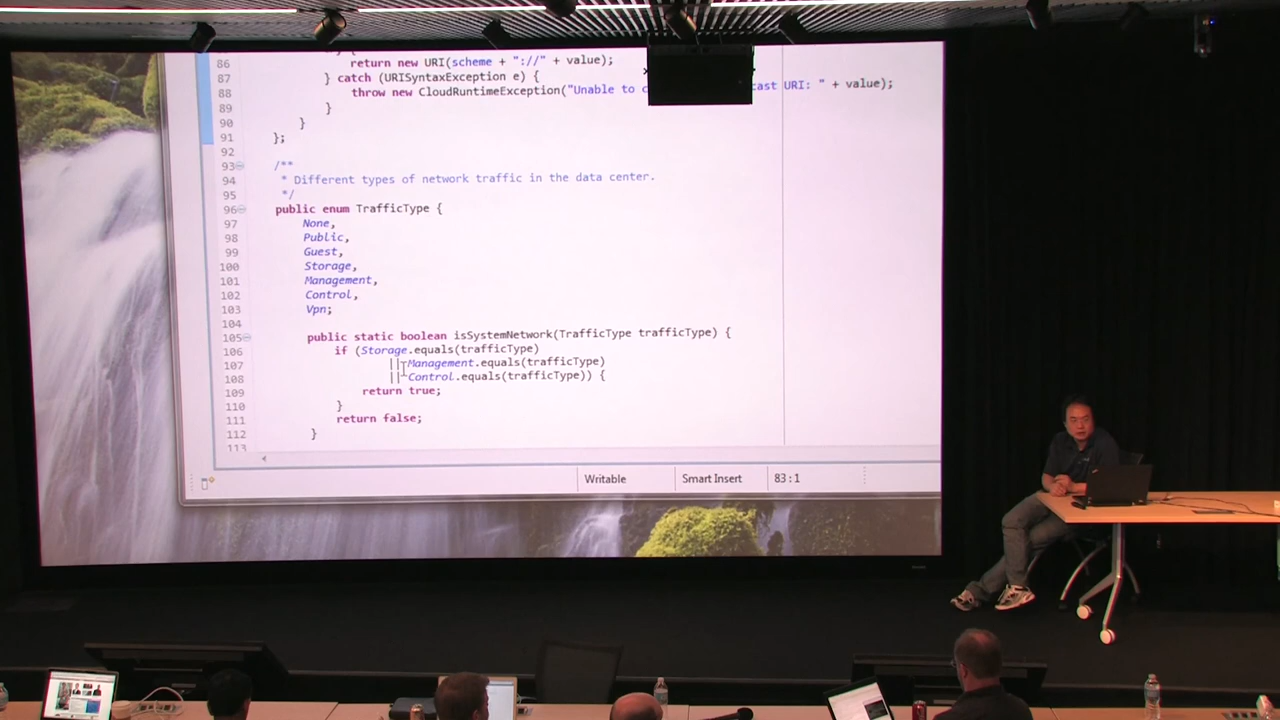 86 return new URI(scheme + "://" + value);
87 } catch (URISyntaxException e) {
88 throw new CloudRuntimeException("Unable to cast URI: " + value);
89 }
90 }
91 };
92
93 /**
94 * Different types of network traffic in the data center.
95 */
96 public enum TrafficType {
97 None,
98 Public,
99 Guest,
100 Storage,
101 Management,
102 Control,
103 Vpn;
104
105 public static boolean isSystemNetwork(TrafficType trafficType) {
106 if (Storage.equals(trafficType)
107 || Management.equals(trafficType)
108 || Control.equals(trafficType)) {
109 return true;
110 }
111 return false;
112 }
113
Writable Smart Insert 83 : 1